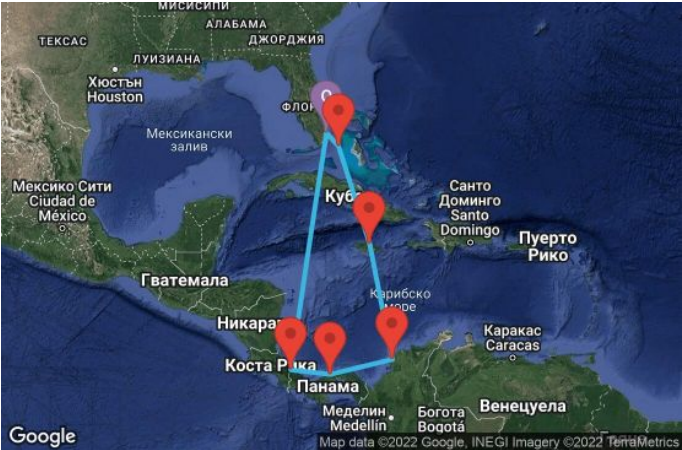 МИСИСИПИ
АЛАБАМА
ТЕКСАС
ДЖОРДЖИЯ
ЛУИЗИАНА
Хюстън
Houston
ФЛО
Мексикански
залив
Мексико Сити
Ciudad de
México
Куба
Санто
Доминго
Santo
Domingo
Пуерто
Рико
Гватемала
Карибско
море
Никара
Каракас
Caracas
Коста Рика
Панама
Меделин
Medellín
Богота
Bogotá
Венецуела
Google
Map data ©2022 Google, INEGI Imagery ©2022 TerraMetrics